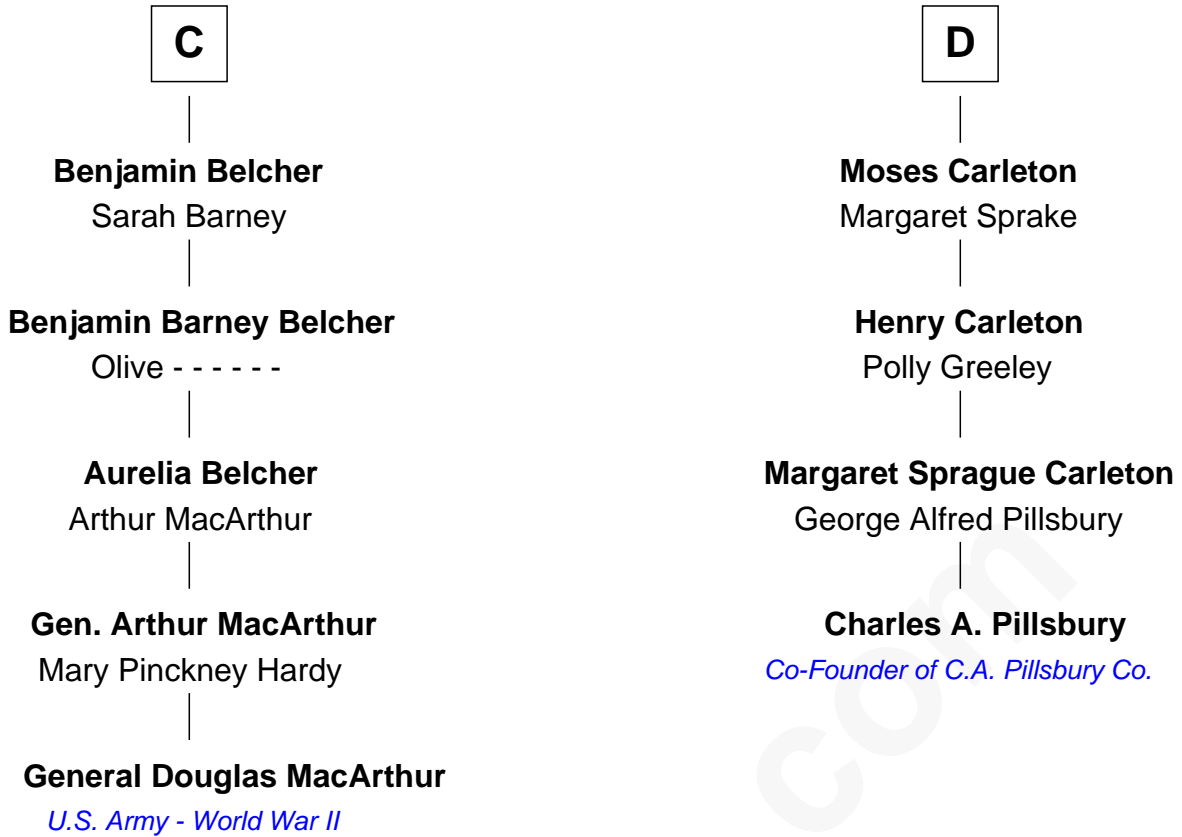 C
Benjamin Belcher
Sarah Barney
Benjamin Barney Belcher
Olive - - - - - -
Aurelia Belcher
Arthur MacArthur
Gen. Arthur MacArthur
Mary Pinckney Hardy
General Douglas MacArthur
U.S. Army - World War II
D
Moses Carleton
Margaret Sprake
Henry Carleton
Polly Greeley
Margaret Sprague Carleton
George Alfred Pillsbury
Charles A. Pillsbury
Co-Founder of C.A. Pillsbury Co.
com